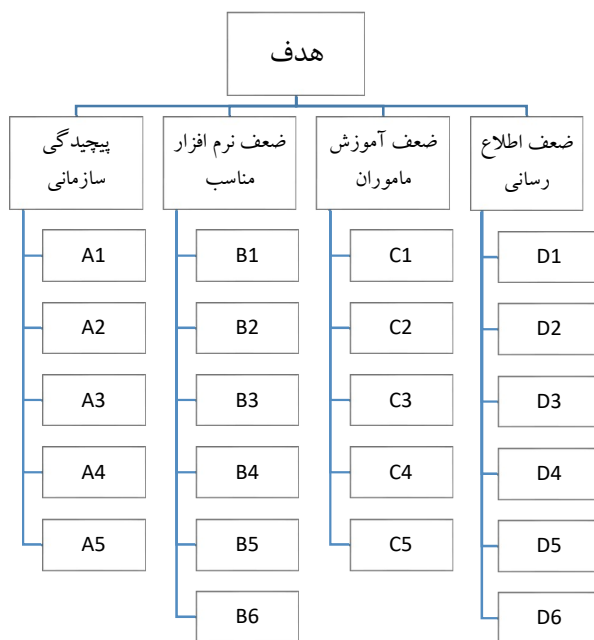 هدف
ضعف اطلاع
رسانی
ضعف آموزش
ماموران
ضعف نرم افزار
مناسب
پیچیدگی
سازمانی
D1
D2
D3
D4
D5
D6
C1
C2
C3
C4
C5
B1
B2
B3
B4
B5
B6
A1
A2
A3
A4
A5